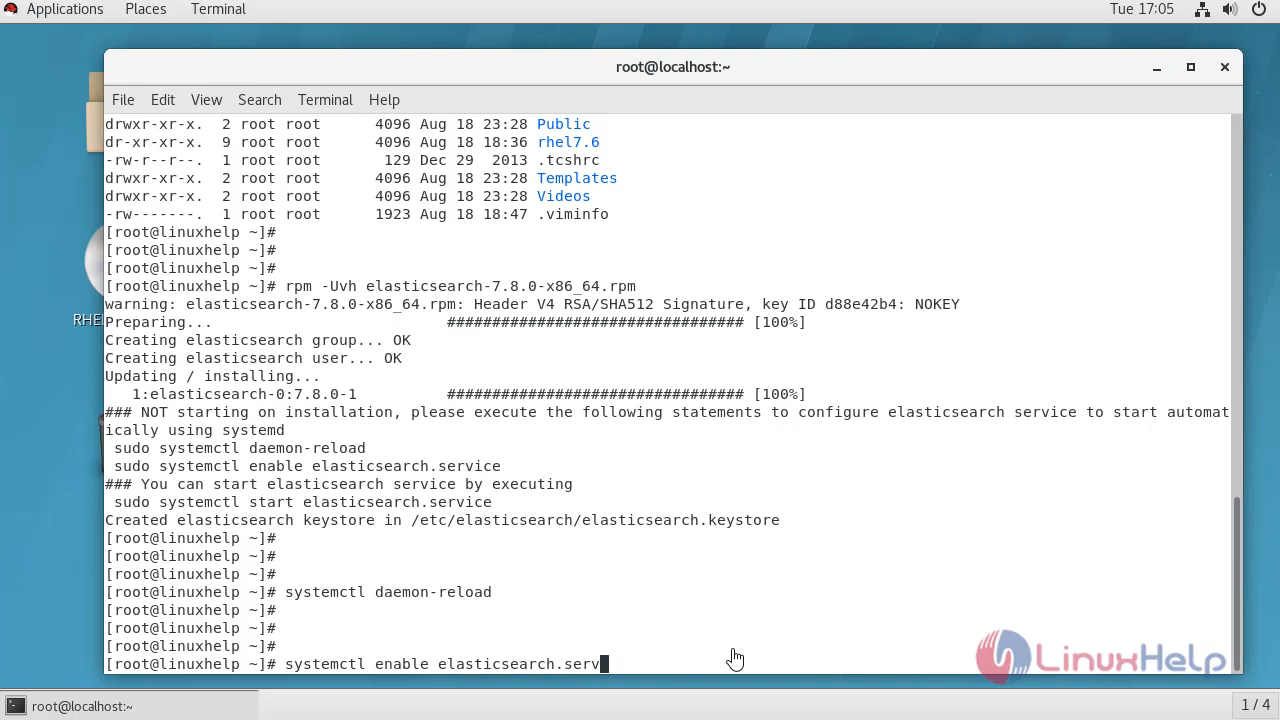 Applications Places Terminal Tue 17:05
root@localhost:~
File Edit View Search Terminal Help
drwxr-xr-x.  2 root root      4096 Aug 18 23:28 Public
dr-xr-xr-x.  9 root root      4096 Aug 18 18:36 rhel7.6
-rw-r--r--.  1 root root       129 Dec 29  2013 .tcshrc
drwxr-xr-x.  2 root root      4096 Aug 18 23:28 Templates
drwxr-xr-x.  2 root root      4096 Aug 18 23:28 Videos
-rw-------.  1 root root      1923 Aug 18 18:47 .viminfo
[root@linuxhelp ~]#
[root@linuxhelp ~]#
[root@linuxhelp ~]#
[root@linuxhelp ~]# rpm -Uvh elasticsearch-7.8.0-x86_64.rpm
warning: elasticsearch-7.8.0-x86_64.rpm: Header V4 RSA/SHA512 Signature, key ID d88e42b4: NOKEY
RHE
Preparing...                          ################################# [100%]
Creating elasticsearch group... OK
Creating elasticsearch user... OK
Updating / installing...
   1:elasticsearch-0:7.8.0-1          ################################# [100%]
### NOT starting on installation, please execute the following statements to configure elasticsearch service to start automat
ically using systemd
 sudo systemctl daemon-reload
 sudo systemctl enable elasticsearch.service
### You can start elasticsearch service by executing
 sudo systemctl start elasticsearch.service
Created elasticsearch keystore in /etc/elasticsearch/elasticsearch.keystore
[root@linuxhelp ~]#
[root@linuxhelp ~]#
[root@linuxhelp ~]#
[root@linuxhelp ~]# systemctl daemon-reload
[root@linuxhelp ~]#
[root@linuxhelp ~]#
[root@linuxhelp ~]#
[root@linuxhelp ~]# systemctl enable elasticsearch.serv
LinuxHelp
root@localhost:~ 1 / 4